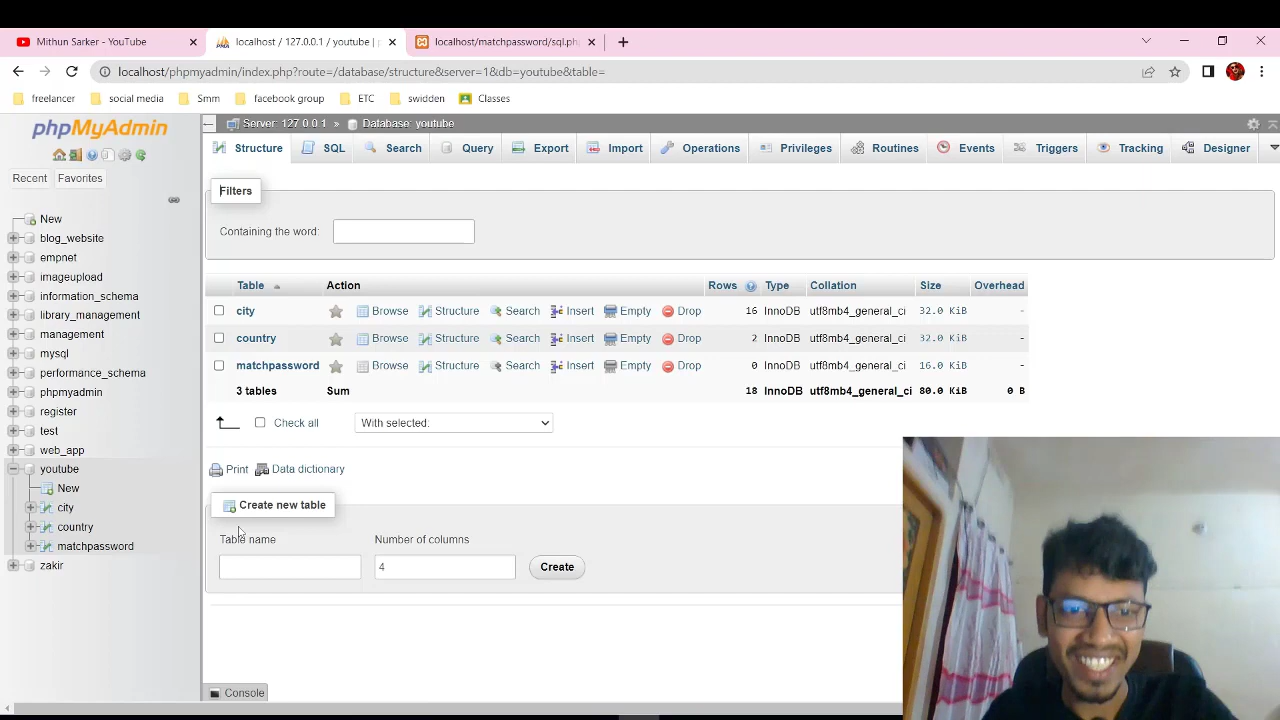 Mithun Sarker - YouTube
localhost / 127.0.0.1 / youtube |
localhost/matchpassword/sql.php
localhost/phpmyadmin/index.php?route=/database/structure&server=1&db=youtube&table=
freelancer social media Smm facebook group ETC swidden Classes
phpMyAdmin
Recent Favorites
New
blog_website
empnet
imageupload
information_schema
library_management
management
mysql
performance_schema
phpmyadmin
register
test
web_app
youtube
New
city
country
matchpassword
zakir
Server: 127.0.0.1 » Database: youtube
Structure SQL Search Query Export Import Operations Privileges Routines Events Triggers Tracking Designer
Filters
Containing the word:
Table Action Rows Type Collation Size Overhead
city Browse Structure Search Insert Empty Drop 16 InnoDB utf8mb4_general_ci 32.0 KiB -
country Browse Structure Search Insert Empty Drop 2 InnoDB utf8mb4_general_ci 32.0 KiB -
matchpassword Browse Structure Search Insert Empty Drop 0 InnoDB utf8mb4_general_ci 16.0 KiB -
3 tables Sum 18 InnoDB utf8mb4_general_ci 80.0 KiB 0 B
Check all With selected:
Print Data dictionary
Create new table
Table name Number of columns
4 Create
Console